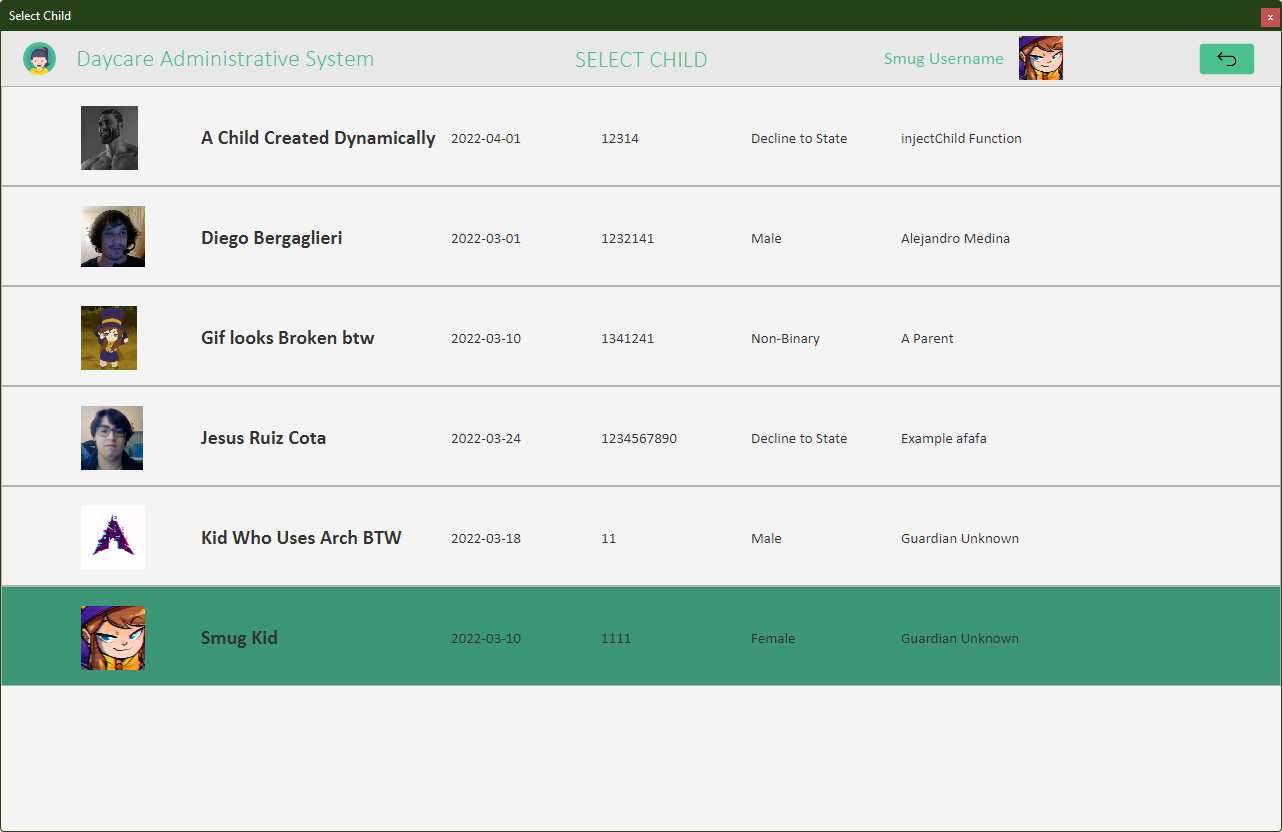 Select Child
x
Daycare Administrative System SELECT CHILD Smug Username
A Child Created Dynamically 2022-04-01 12314 Decline to State injectChild Function
Diego Bergaglieri 2022-03-01 1232141 Male Alejandro Medina
Gif looks Broken btw 2022-03-10 1341241 Non-Binary A Parent
Jesus Ruiz Cota 2022-03-24 1234567890 Decline to State Example afafa
Kid Who Uses Arch BTW 2022-03-18 11 Male Guardian Unknown
Smug Kid 2022-03-10 1111 Female Guardian Unknown